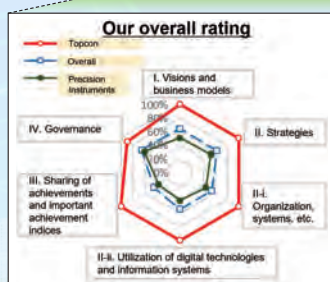 Our overall rating
Topcon
Overall
Precision
Instruments
I. Visions and
business models
100%
80%
60%
40%
20%
0%
IV. Governance
II. Strategies
III. Sharing of
achievements
and important
achievement
indices
II-i.
Organization,
systems, etc.
II-ii. Utilization of digital technologies
and information systems